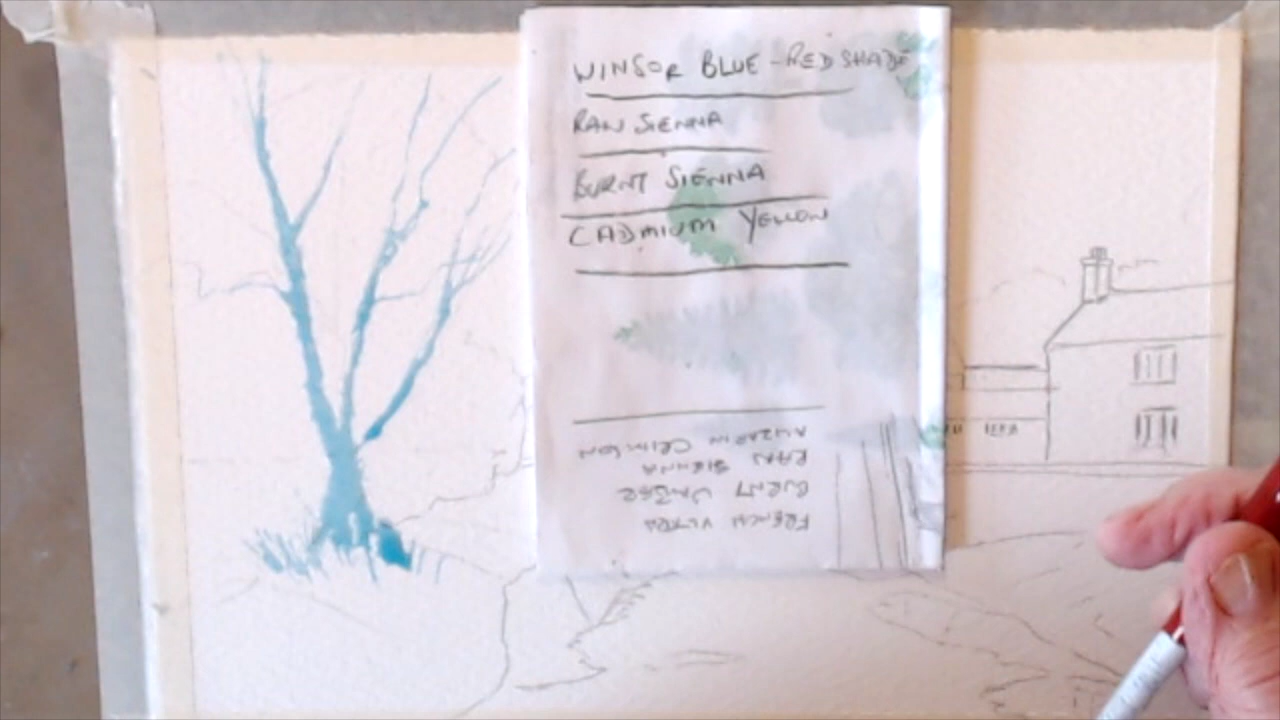 WINSOR BLUE - RED SHADE
RAW SIENNA
BURNT SIENNA
CADMIUM YELLOW
FRENCH ULTRA
BURNT UMBER
RAW SIENNA
ALIZARIN CRIMSON